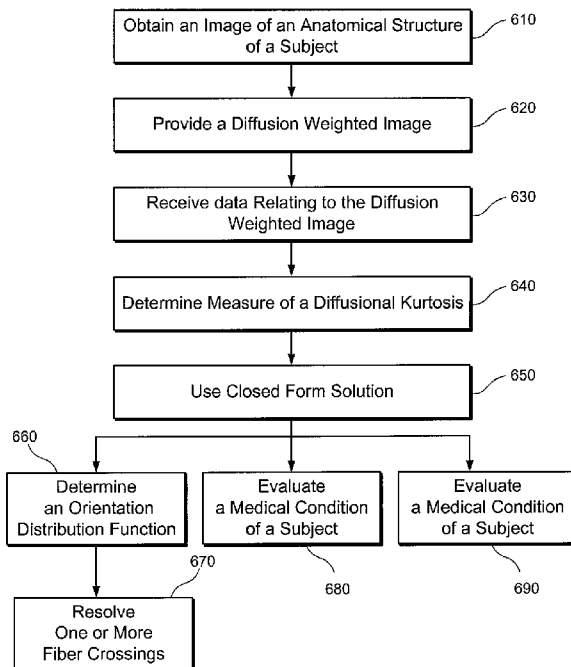 Obtain an Image of an Anatomical Structure
of a Subject
610
Provide a Diffusion Weighted Image
620
Receive data Relating to the Diffusion
Weighted Image
630
Determine Measure of a Diffusional Kurtosis
640
Use Closed Form Solution
650
660
Determine
an Orientation
Distribution Function
Evaluate
a Medical Condition
of a Subject
680
Evaluate
a Medical Condition
of a Subject
690
670
Resolve
One or More
Fiber Crossings